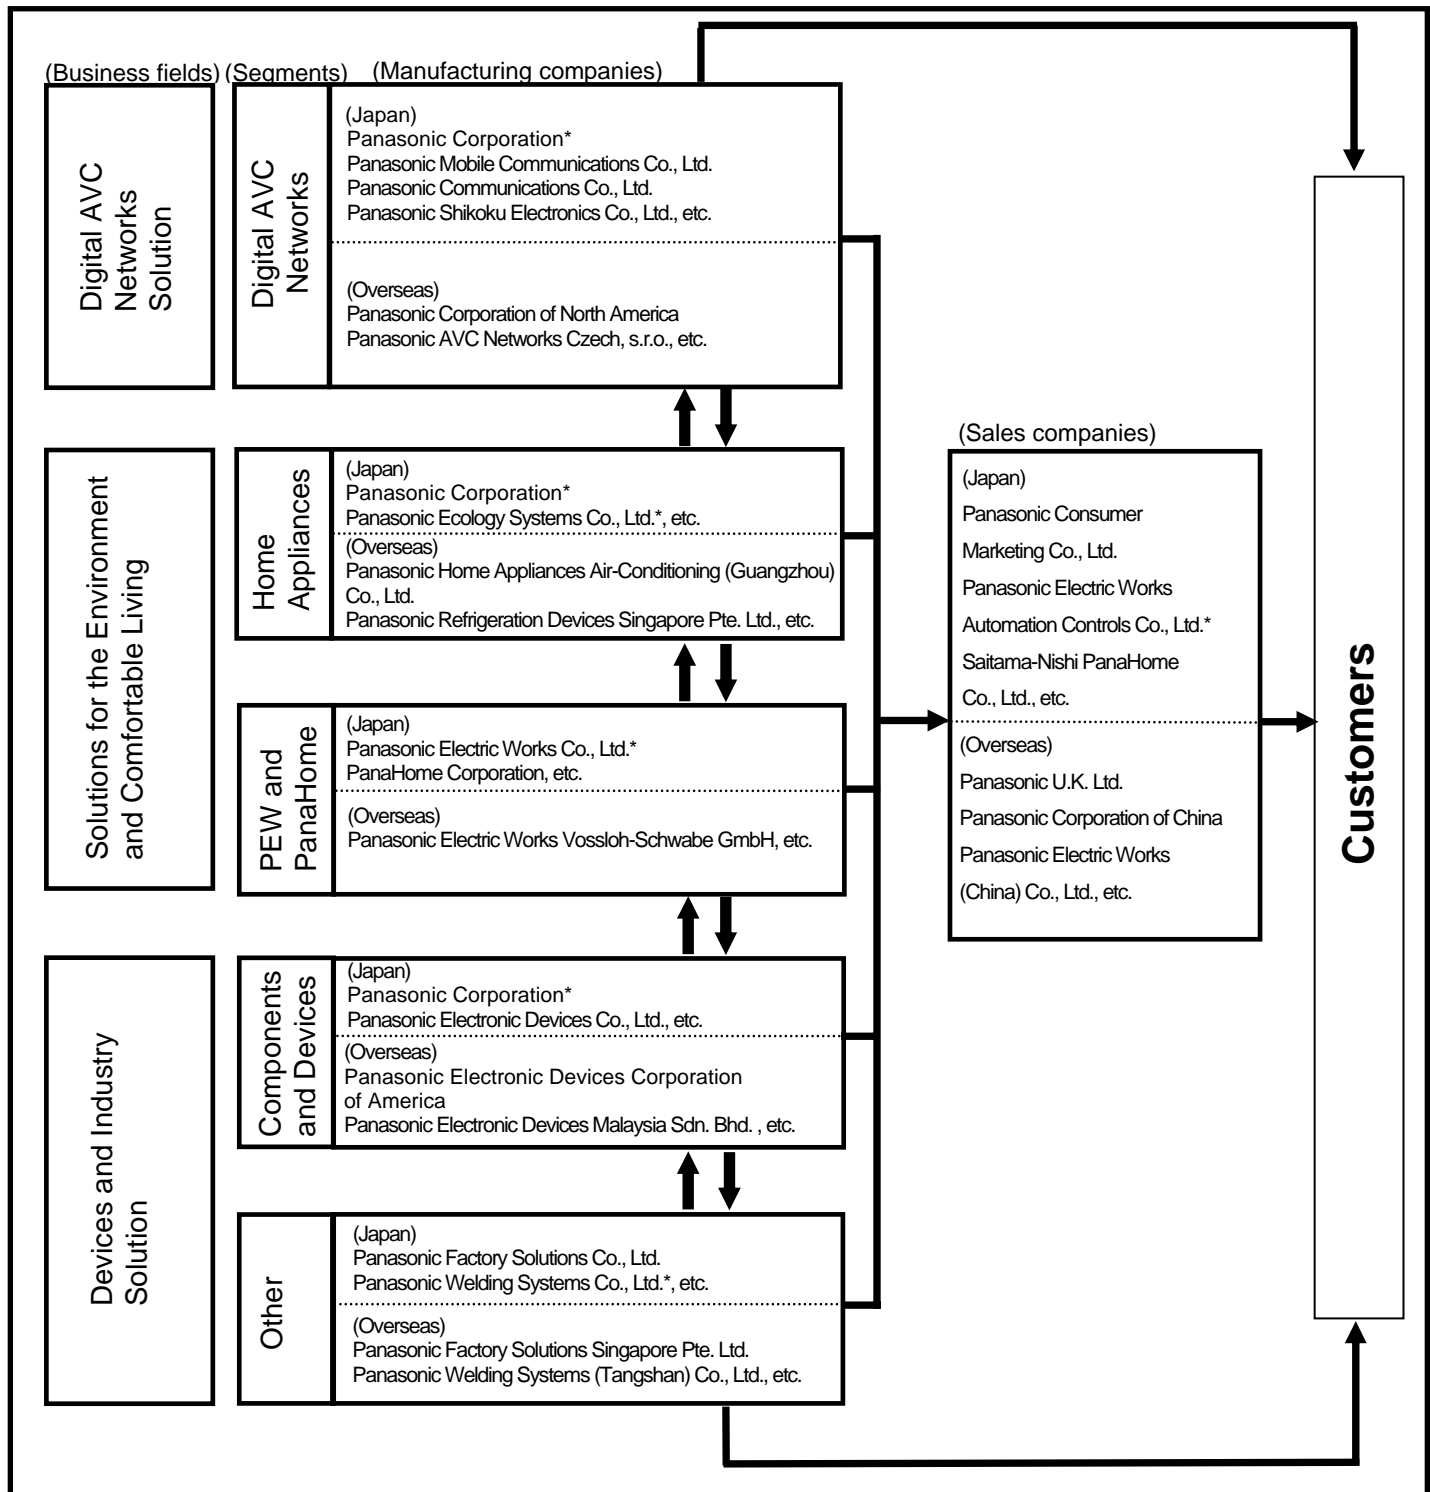 (Business fields) (Segments) (Manufacturing companies)
Digital AVC
Networks
Solution
Digital AVC
Networks
(Japan)
Panasonic Corporation*
Panasonic Mobile Communications Co., Ltd.
Panasonic Communications Co., Ltd.
Panasonic Shikoku Electronics Co., Ltd., etc.
(Overseas)
Panasonic Corporation of North America
Panasonic AVC Networks Czech, s.r.o., etc.
Solutions for the Environment
and Comfortable Living
Home
Appliances
(Japan)
Panasonic Corporation*
Panasonic Ecology Systems Co., Ltd.*, etc.
(Overseas)
Panasonic Home Appliances Air-Conditioning (Guangzhou)
Co., Ltd.
Panasonic Refrigeration Devices Singapore Pte. Ltd., etc.
PEW and
PanaHome
(Japan)
Panasonic Electric Works Co., Ltd.*
PanaHome Corporation, etc.
(Overseas)
Panasonic Electric Works Vossloh-Schwabe GmbH, etc.
Devices and Industry
Solution
Components
and Devices
(Japan)
Panasonic Corporation*
Panasonic Electronic Devices Co., Ltd., etc.
(Overseas)
Panasonic Electronic Devices Corporation
of America
Panasonic Electronic Devices Malaysia Sdn. Bhd. , etc.
Other
(Japan)
Panasonic Factory Solutions Co., Ltd.
Panasonic Welding Systems Co., Ltd.*, etc.
(Overseas)
Panasonic Factory Solutions Singapore Pte. Ltd.
Panasonic Welding Systems (Tangshan) Co., Ltd., etc.
(Sales companies)
(Japan)
Panasonic Consumer
Marketing Co., Ltd.
Panasonic Electric Works
Automation Controls Co., Ltd.*
Saitama-Nishi PanaHome
Co., Ltd., etc.
(Overseas)
Panasonic U.K. Ltd.
Panasonic Corporation of China
Panasonic Electric Works
(China) Co., Ltd., etc.
Customers